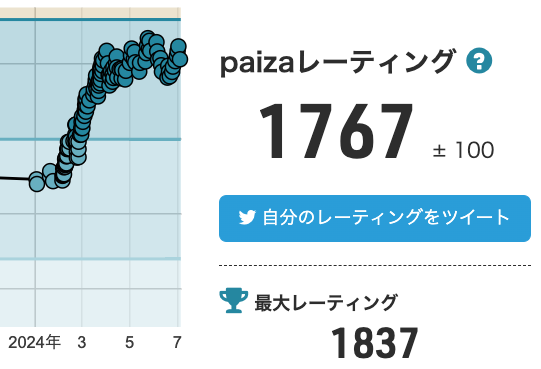 paizaレーティング ?
1767 ± 100
自分のレーティングをツイート
最大レーティング
1837
2024年 3 5 7